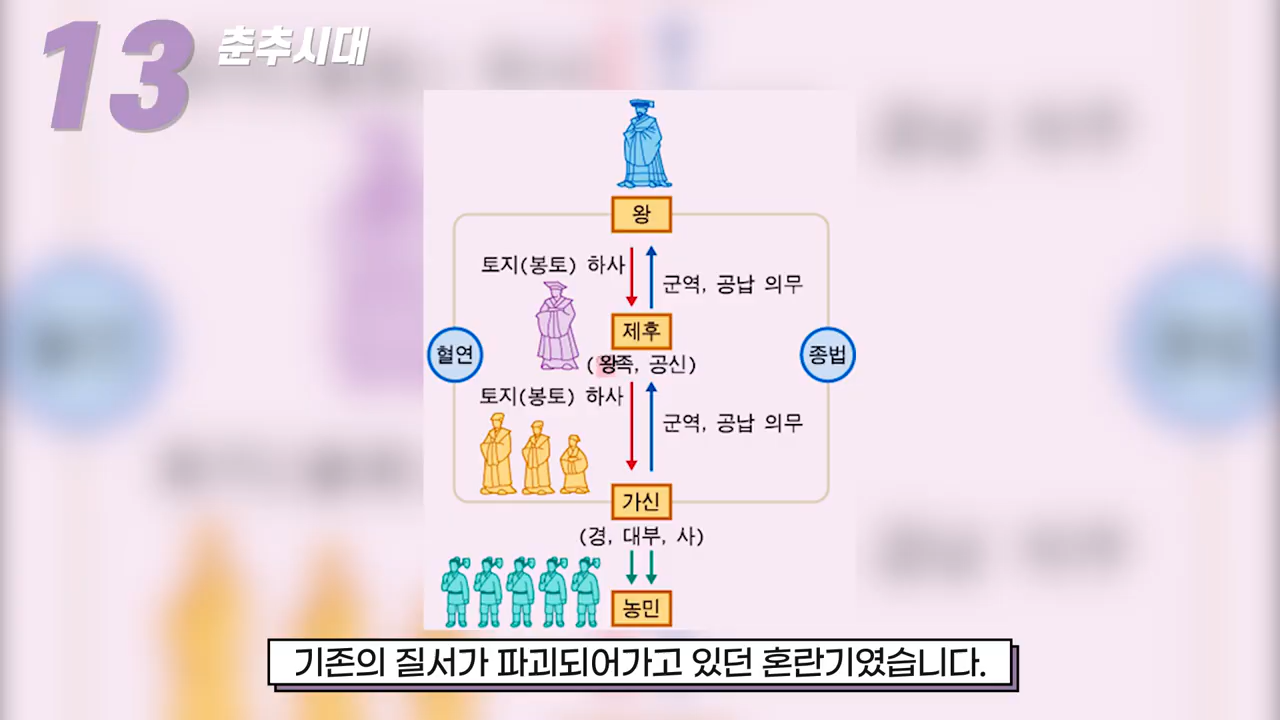 13 춘추시대
왕
토지(봉토) 하사
군역, 공납 의무
제후
혈연
종법
(왕족, 공신)
토지(봉토) 하사
군역, 공납 의무
가신
(경, 대부, 사)
농민
기존의 질서가 파괴되어가고 있던 혼란기였습니다.